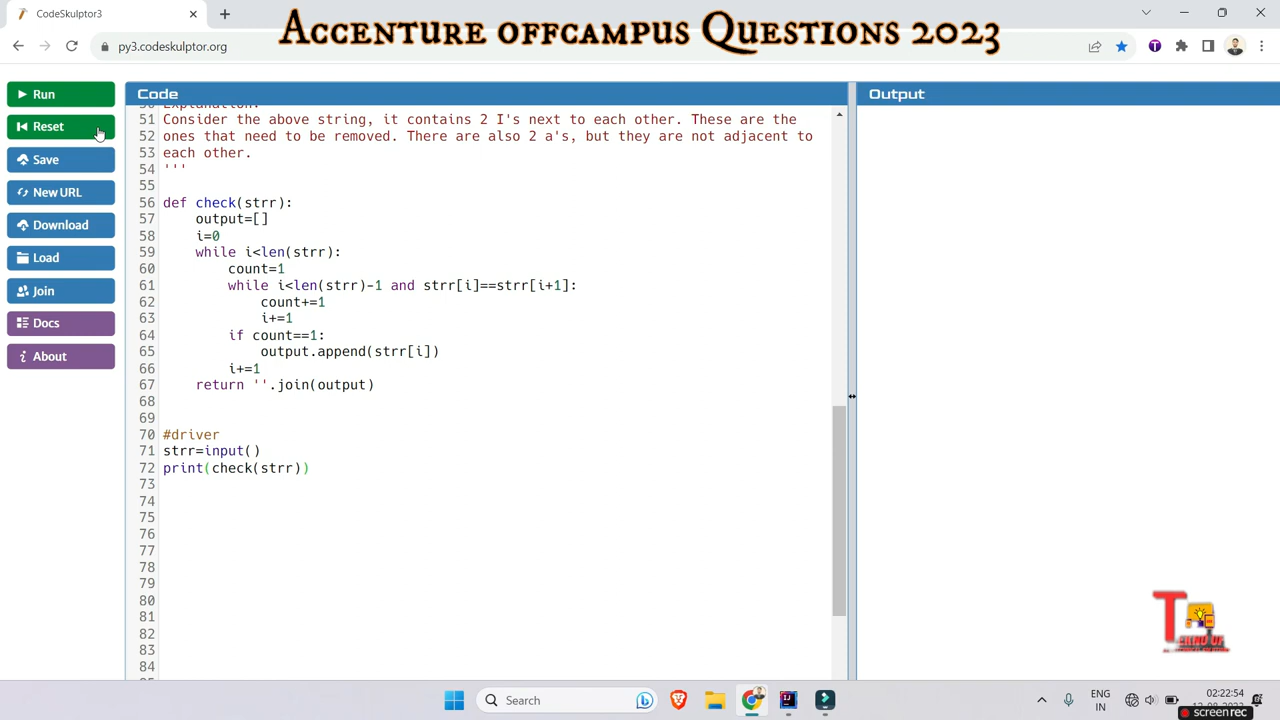 CodeSkulptor3
Accenture offcampus Questions 2023
py3.codeskulptor.org
Run
Reset
Save
New URL
Download
Load
Join
Docs
About
Code
51 Consider the above string, it contains 2 I's next to each other. These are the
52 ones that need to be removed. There are also 2 a's, but they are not adjacent to
53 each other.
54 '''
55
56 def check(strr):
57     output=[]
58     i=0
59     while i<len(strr):
60         count=1
61         while i<len(strr)-1 and strr[i]==strr[i+1]:
62             count+=1
63             i+=1
64         if count==1:
65             output.append(strr[i])
66         i+=1
67     return ''.join(output)
68
69
70 #driver
71 strr=input()
72 print(check(strr))
73
74
75
76
77
78
79
80
81
82
83
84
Output
Search
ENG
IN
02:22:54
screenrec